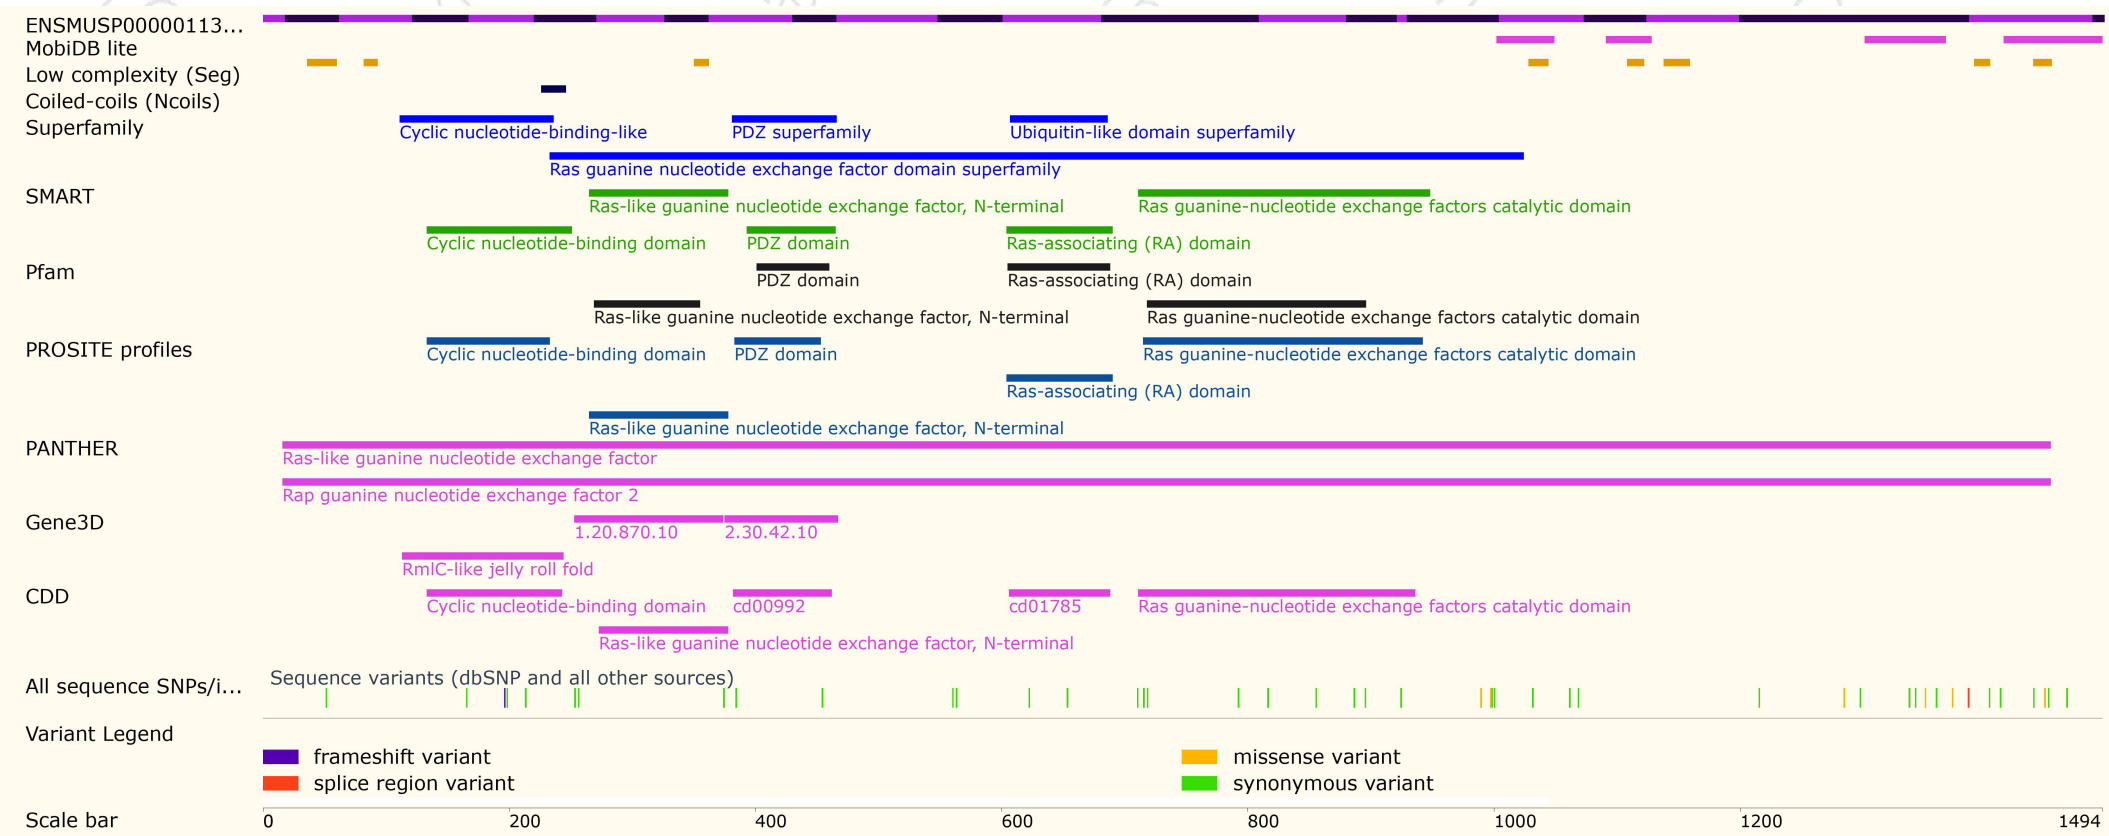 ENSMUSP00000113...
MobiDB lite
Low complexity (Seg)
Coiled-coils (Ncoils)
Superfamily
Cyclic nucleotide-binding-like PDZ superfamily Ubiquitin-like domain superfamily
Ras guanine nucleotide exchange factor domain superfamily
SMART
Ras-like guanine nucleotide exchange factor, N-terminal Ras guanine-nucleotide exchange factors catalytic domain
Cyclic nucleotide-binding domain PDZ domain Ras-associating (RA) domain
Pfam
PDZ domain Ras-associating (RA) domain
Ras-like guanine nucleotide exchange factor, N-terminal Ras guanine-nucleotide exchange factors catalytic domain
PROSITE profiles
Cyclic nucleotide-binding domain PDZ domain Ras guanine-nucleotide exchange factors catalytic domain
Ras-associating (RA) domain
Ras-like guanine nucleotide exchange factor, N-terminal
PANTHER
Ras-like guanine nucleotide exchange factor
Rap guanine nucleotide exchange factor 2
Gene3D
1.20.870.10 2.30.42.10
RmlC-like jelly roll fold
CDD
Cyclic nucleotide-binding domain cd00992 cd01785 Ras guanine-nucleotide exchange factors catalytic domain
Ras-like guanine nucleotide exchange factor, N-terminal
Sequence variants (dbSNP and all other sources)
All sequence SNPs/i...
Variant Legend
frameshift variant missense variant
splice region variant synonymous variant
Scale bar 0 200 400 600 800 1000 1200 1494